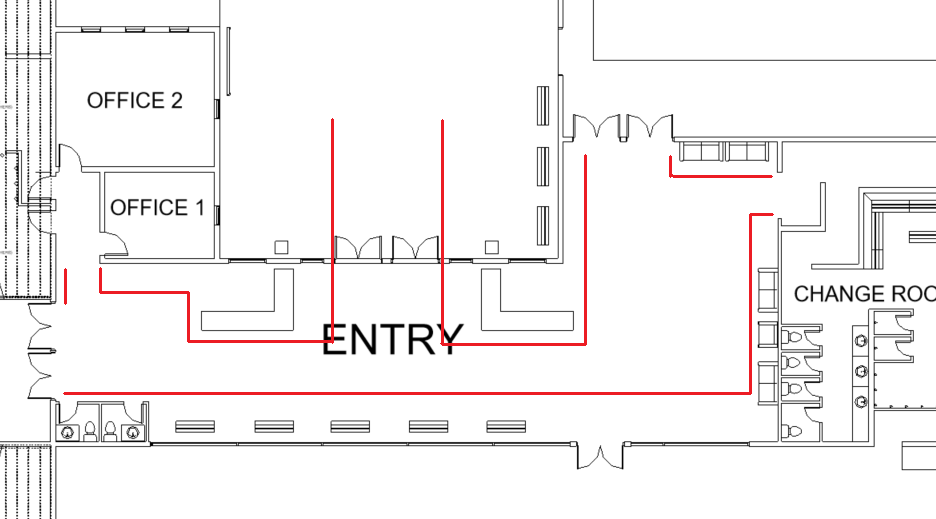 OFFICE 2
OFFICE 1
ENTRY
CHANGE ROO